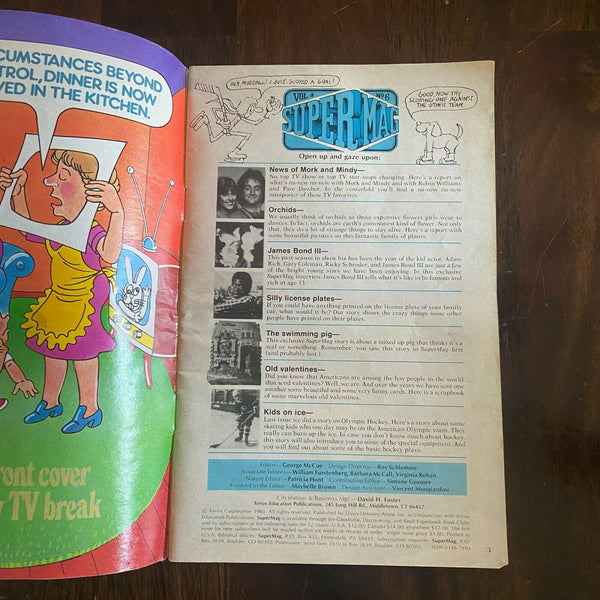 CUMSTANCES BEYOND
TROL, DINNER IS NOW
VED IN THE KITCHEN.
ront cover
TV break
HEY, MUDBALL! I JUST SCORED A GOAL!
GOOD. NOW TRY
SCORING ONE AGAINST
THE OTHER TEAM.
VOL. 4 No 6
SUPERMAG
Open up and gaze upon:
News of Mork and Mindy—
No top TV show or top TV star stops changing. Here's a report on
what's nu-new nu-new with Mork and Mindy and with Robin Williams
and Pam Dawber. In the centerfold you'll find a nu-new nu-new
miniposter of these TV favorites.
Orchids—
We usually think of orchids as those expensive flowers girls wear to
dances. In fact, orchids are earth's commonest kind of flower. Not only
that, they do a lot of strange things to stay alive. Here's a report with
some beautiful pictures on this fantastic family of plants.
James Bond III—
This past season in show biz has been the year of the kid actor. Adam
Rich, Gary Coleman, Ricky Schroder, and James Bond III are just a few
of the bright young stars we have been enjoying. In this exclusive
SuperMag interview James Bond III tells what it's like to be famous and
rich at age 13.
Silly license plates—
If you could have anything printed on the license plate of your family
car, what would it be? Our story shows the crazy things some other
people have printed on their plates.
The swimming pig—
This exclusive SuperMag story is about a mixed up pig that thinks it's a
seal or something. Remember: you saw this story in SuperMag first
(and probably last.)
Old valentines—
Did you know that Americans are among the few people in the world
that send valentines? Well, we are. And over the years we have sent one
another some beautiful and some very funny cards. Here is a scrapbook
of some marvelous old valentines.
Kids on ice—
Last issue we did a story on Olympic Hockey. Here's a story about some
skating kids who one day may be on the American Olympic team. They
really can burn up the ice. In case you don't know much about hockey,
this story will also introduce you to some of the special equipment. And
you will find out about some of the basic hockey plays.
Editor— George McCue Design Director— Roy Schlemme
Associate Editors— William Furstenberg, Barbara McCall, Virginia Rohan
Nature Editor— Patricia Hunt Contributing Editor— Simone Gossner
Assistant to the Editor— Maybelle Brown Design Assistant— Vincent Mongiardini
Circulation & Business Mgr.— David H. Foster
Xerox Education Publications, 245 Long Hill Rd., Middletown, Ct 06457
© Xerox Corporation 1980. All rights reserved. Published by